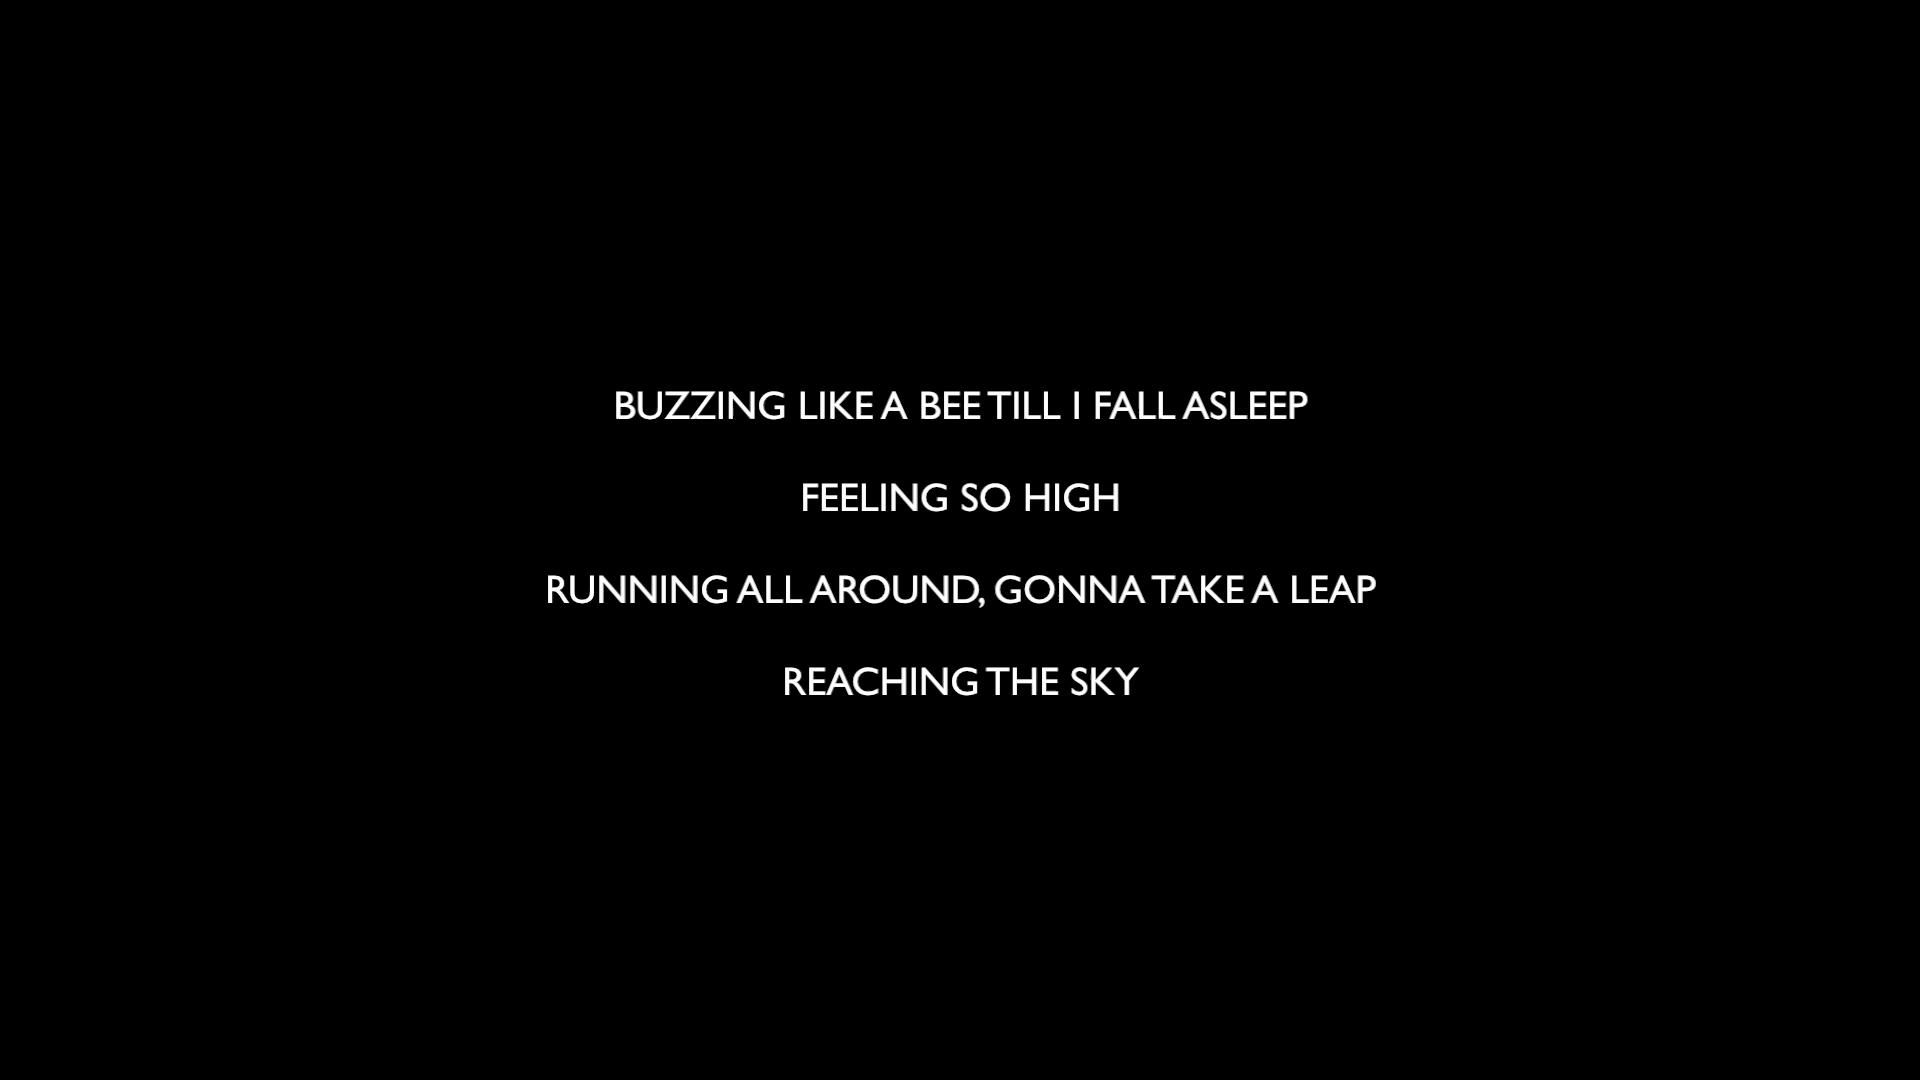 BUZZING LIKE A BEE TILL I FALL ASLEEP
FEELING SO HIGH
RUNNING ALL AROUND, GONNA TAKE A LEAP
REACHING THE SKY